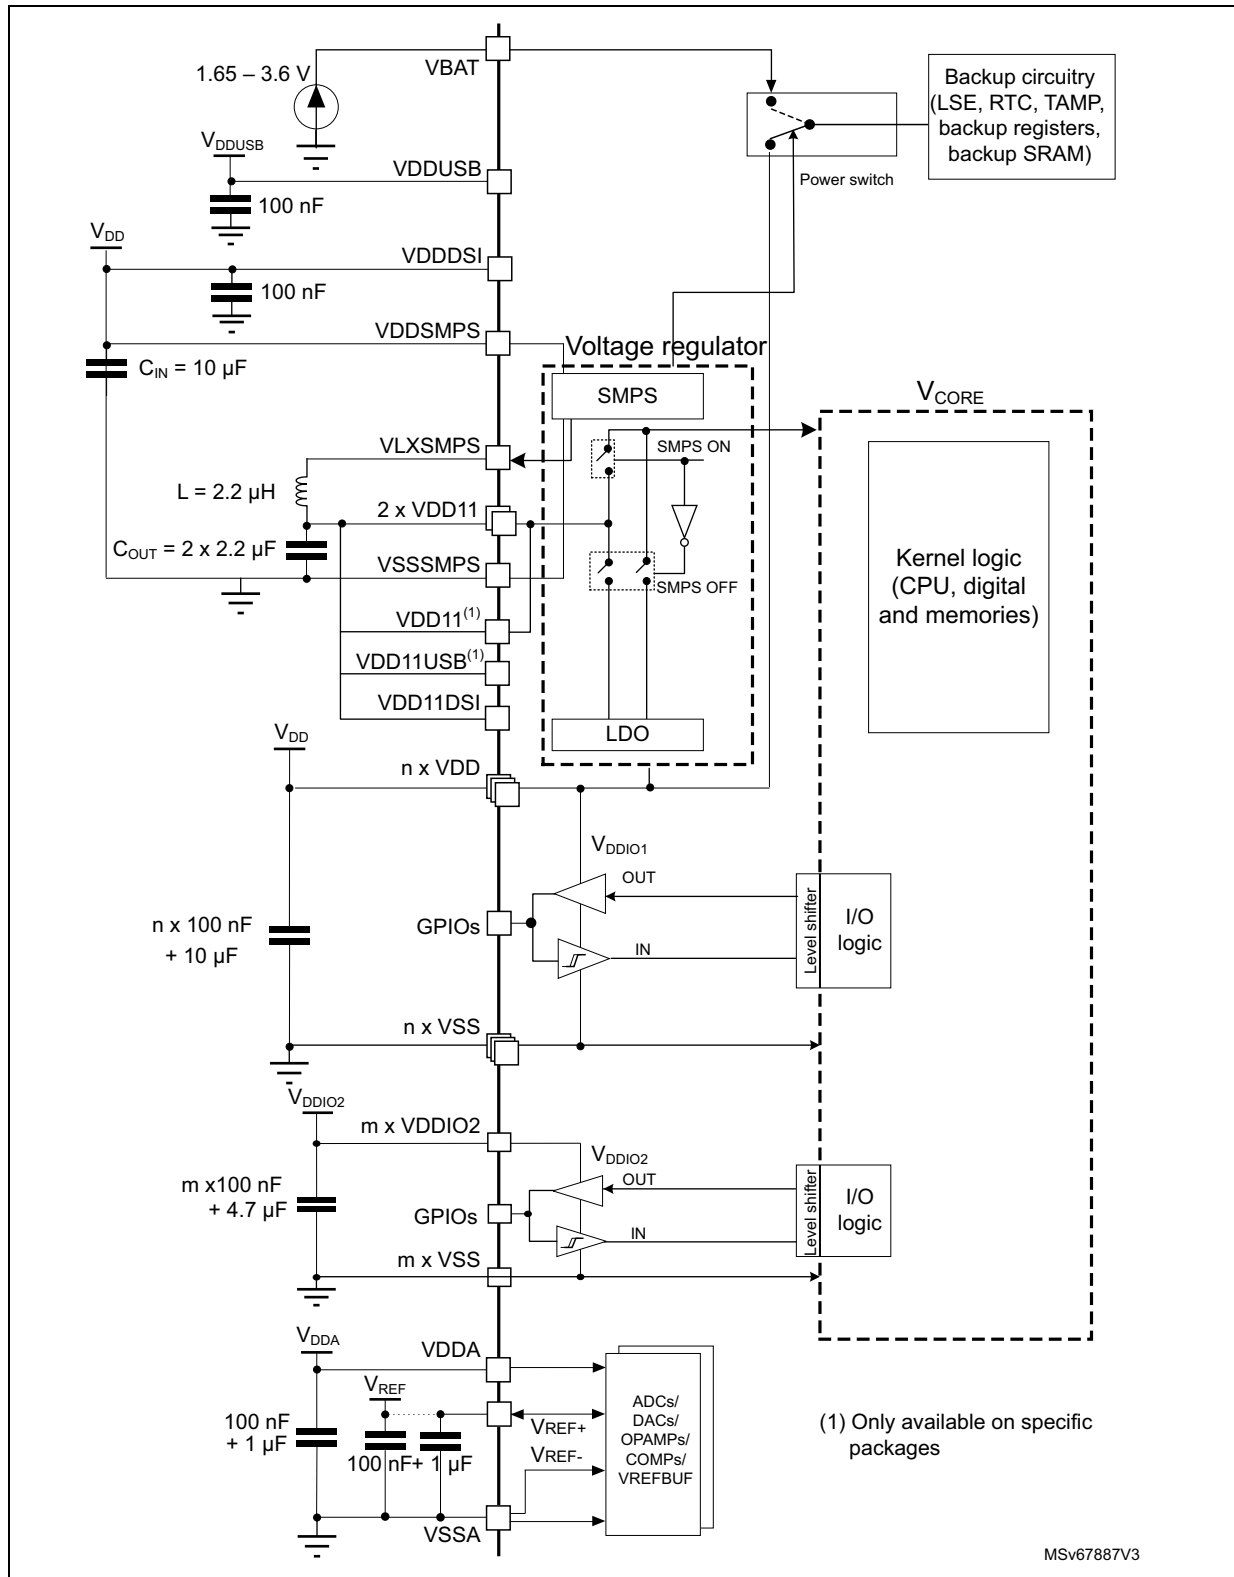 VBAT
1.65 – 3.6 V
Backup circuitry
(LSE, RTC, TAMP,
backup registers,
backup SRAM)
Power switch
VDDUSB
VDDUSB
100 nF
VDD
VDDDSI
100 nF
VDDSMPS
CIN = 10 µF
Voltage regulator
SMPS
VCORE
VLXSMPS
SMPS ON
L = 2.2 µH
2 x VDD11
COUT = 2 x 2.2 µF
VSSSMPS
SMPS OFF
Kernel logic
(CPU, digital
and memories)
VDD11(1)
VDD11USB(1)
VDD11DSI
LDO
VDD
n x VDD
VDDIO1
OUT
GPIOs
IN
Level shifter
I/O
logic
n x 100 nF
+ 10 µF
n x VSS
VDDIO2
m x VDDIO2
VDDIO2
OUT
m x100 nF
+ 4.7 µF
GPIOs
IN
Level shifter
I/O
logic
m x VSS
VDDA
VDDA
VREF
100 nF
+ 1 µF
100 nF+ 1 µF
VREF+
VREF-
ADCs/
DACs/
OPAMPs/
COMPs/
VREFBUF
VSSA
(1) Only available on specific
packages
MSv67887V3